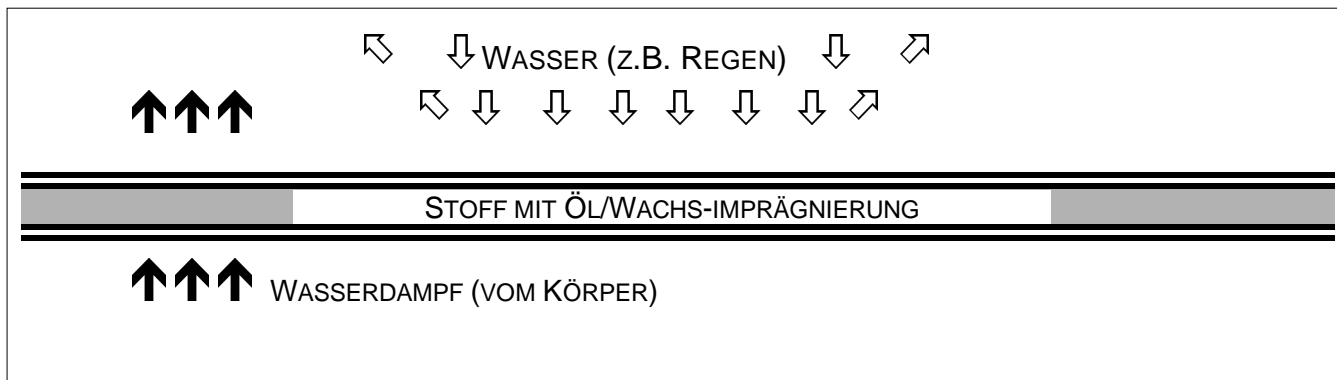 WASSER (Z.B. REGEN)
STOFF MIT ÖL/WACHS-IMPRÄGNIERUNG
WASSERDAMPF (VOM KÖRPER)